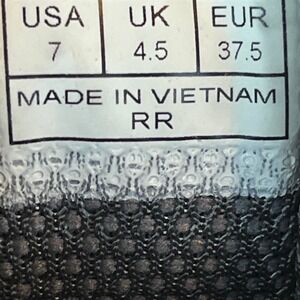 USA UK EUR
7 4.5 37.5
MADE IN VIETNAM
RR